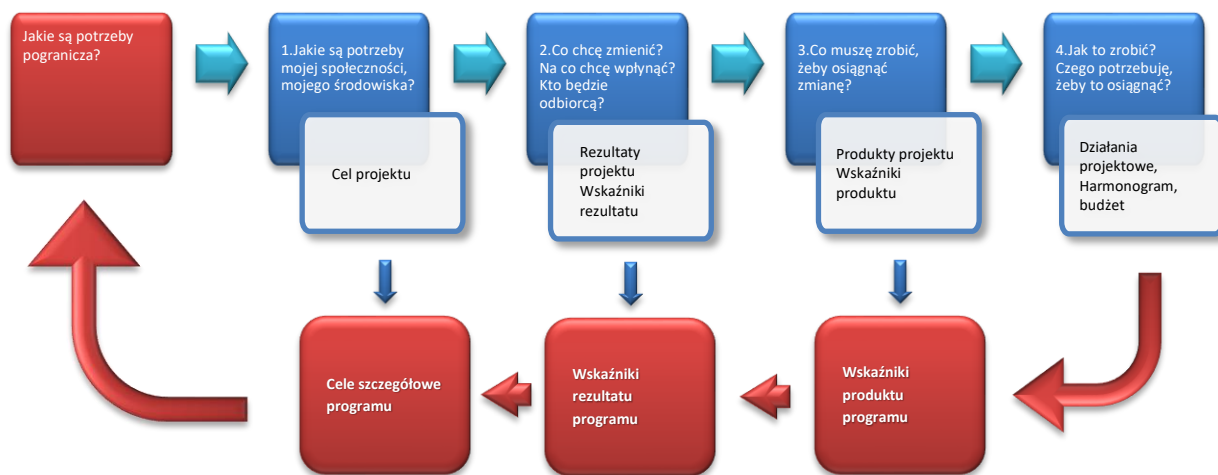 Jakie są potrzeby
pogranicza?
1.Jakie są potrzeby
mojej społeczności,
mojego środowiska?
Cel projektu
2.Co chcę zmienić?
Na co chcę wpłynąć?
Kto będzie
odbiorcą?
Rezultaty
projektu
Wskaźniki
rezultatu
3.Co muszę zrobić,
żeby osiągnąć
zmianę?
Produkty projektu
Wskaźniki
produktu
4.Jak to zrobić?
Czego potrzebuję,
żeby to osiągnąć?
Działania
projektowe,
Harmonogram,
budżet
Cele szczegółowe
programu
Wskaźniki
rezultatu
programu
Wskaźniki
produktu
programu